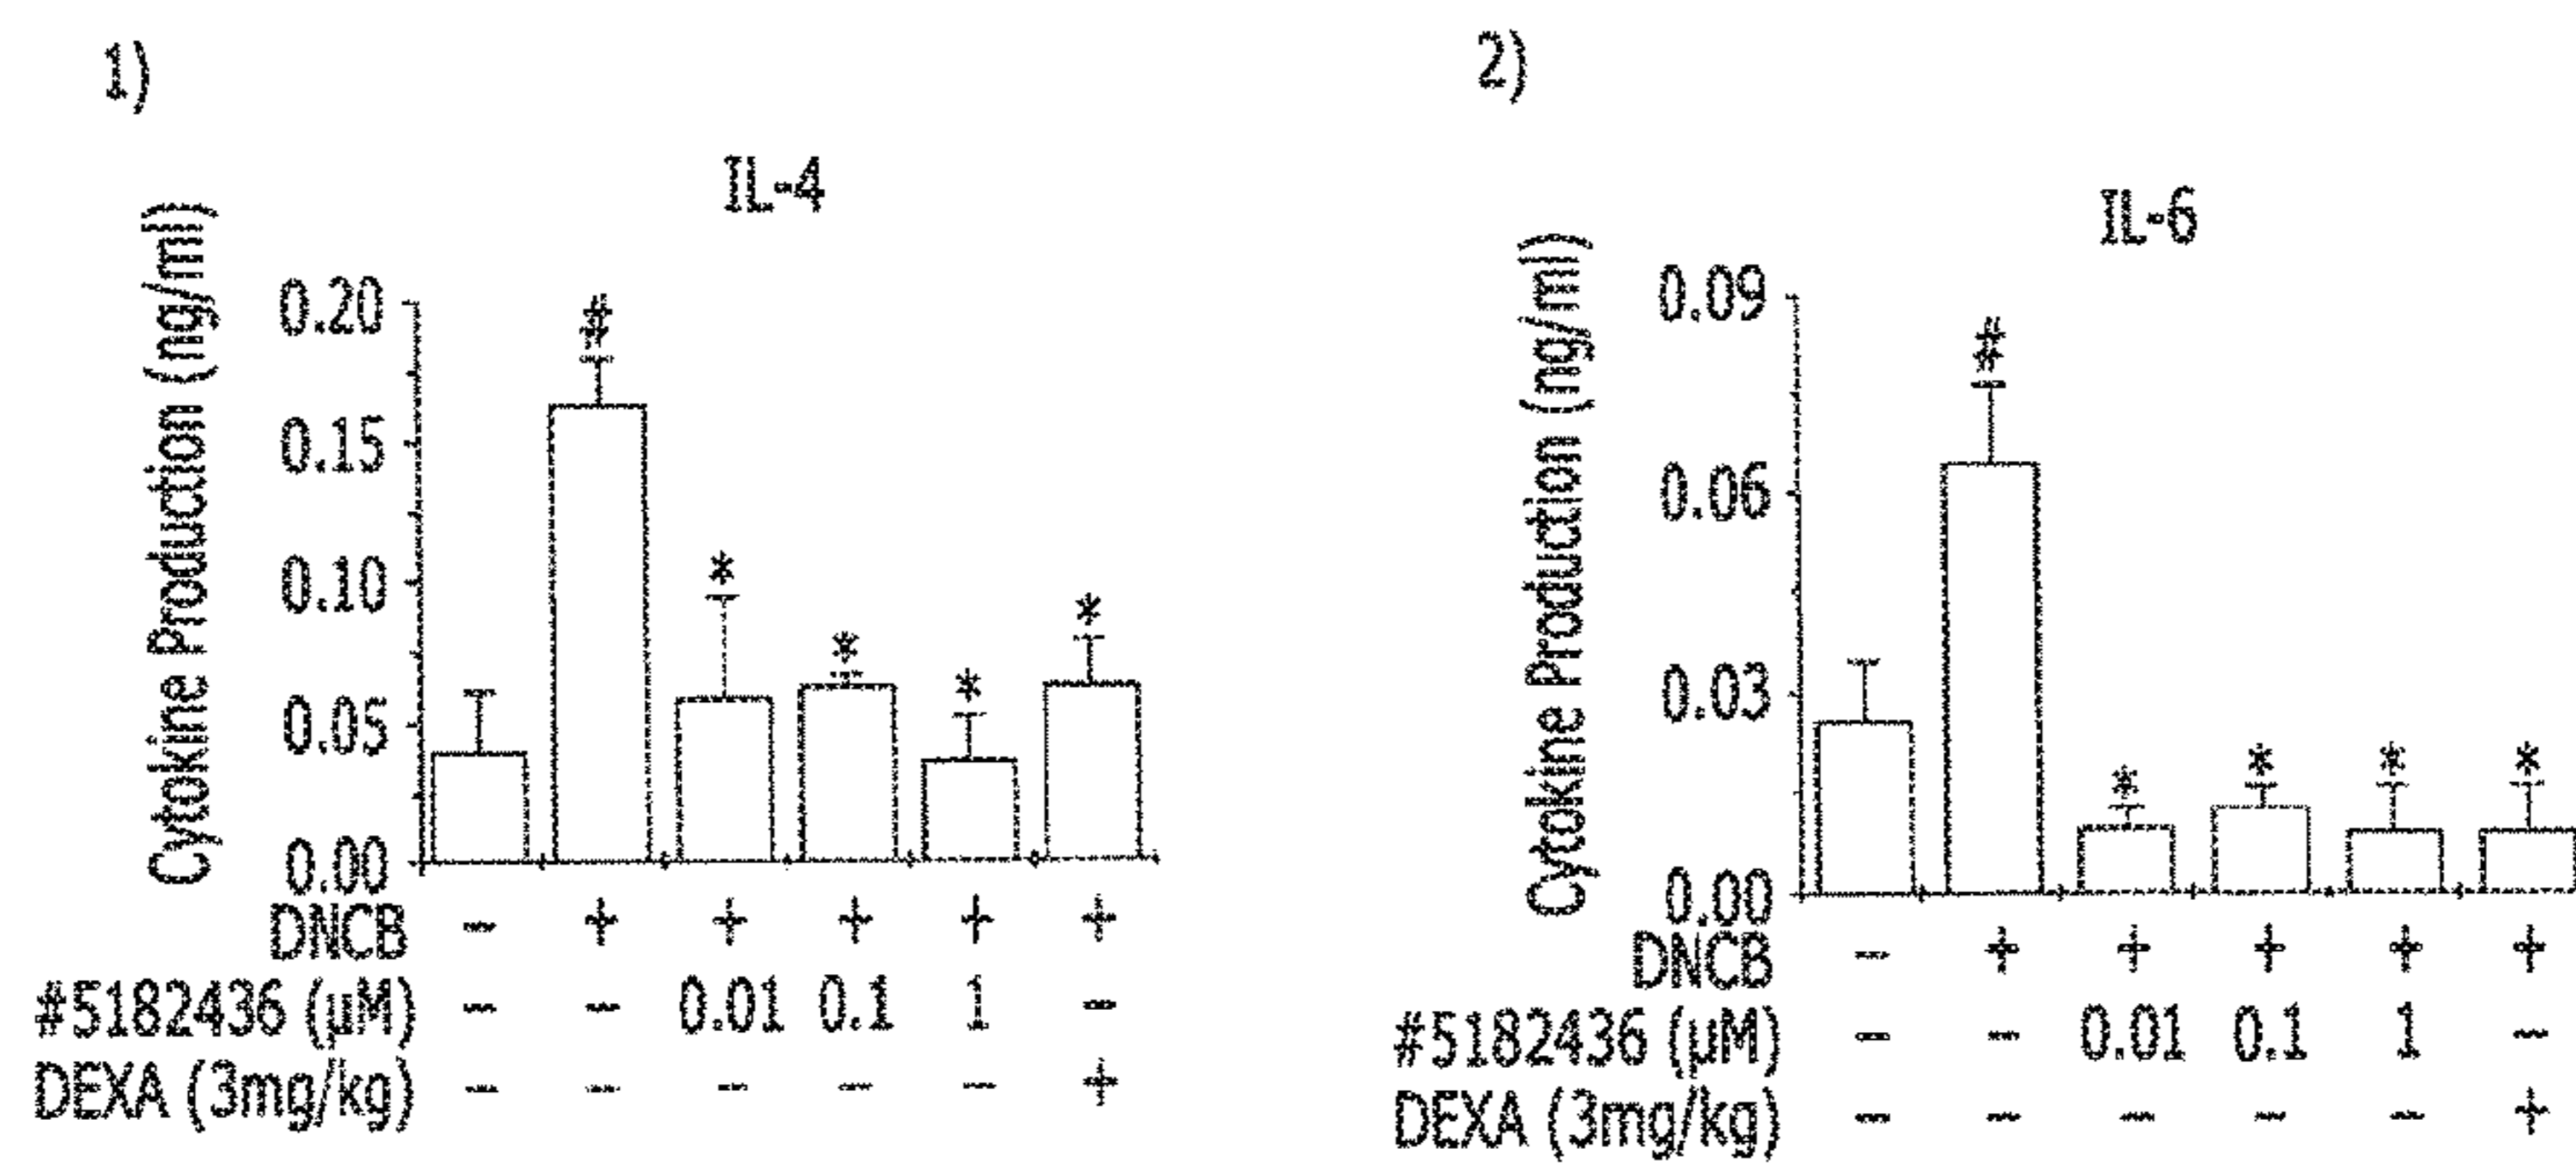 1)
IL-4
Cytokine Production (ng/ml)
0.20
#
0.15
0.10
0.05
0.00
* * * *
DNCB - + + + + +
#5182436 (µM) - - 0.01 0.1 1 -
DEXA (3mg/kg) - - - - - +
2)
IL-6
Cytokine Production (ng/ml)
0.09
#
0.06
0.03
0.00
* * * *
DNCB - + + + + +
#5182436 (µM) - - 0.01 0.1 1 -
DEXA (3mg/kg) - - - - - +